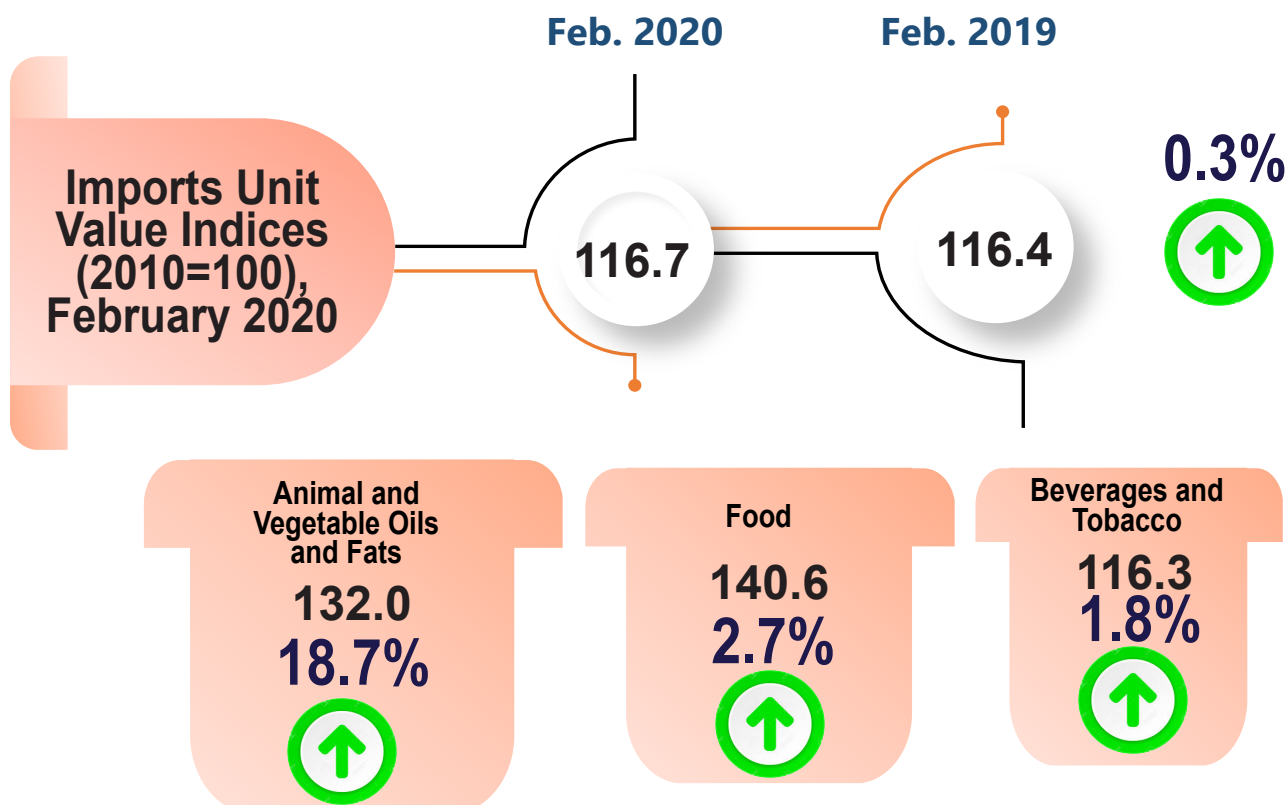 Feb. 2020
Feb. 2019
Imports Unit
Value Indices
(2010=100),
February 2020
116.7
116.4
0.3%
Animal and
Vegetable Oils
and Fats
132.0
18.7%
Food
140.6
2.7%
Beverages and
Tobacco
116.3
1.8%